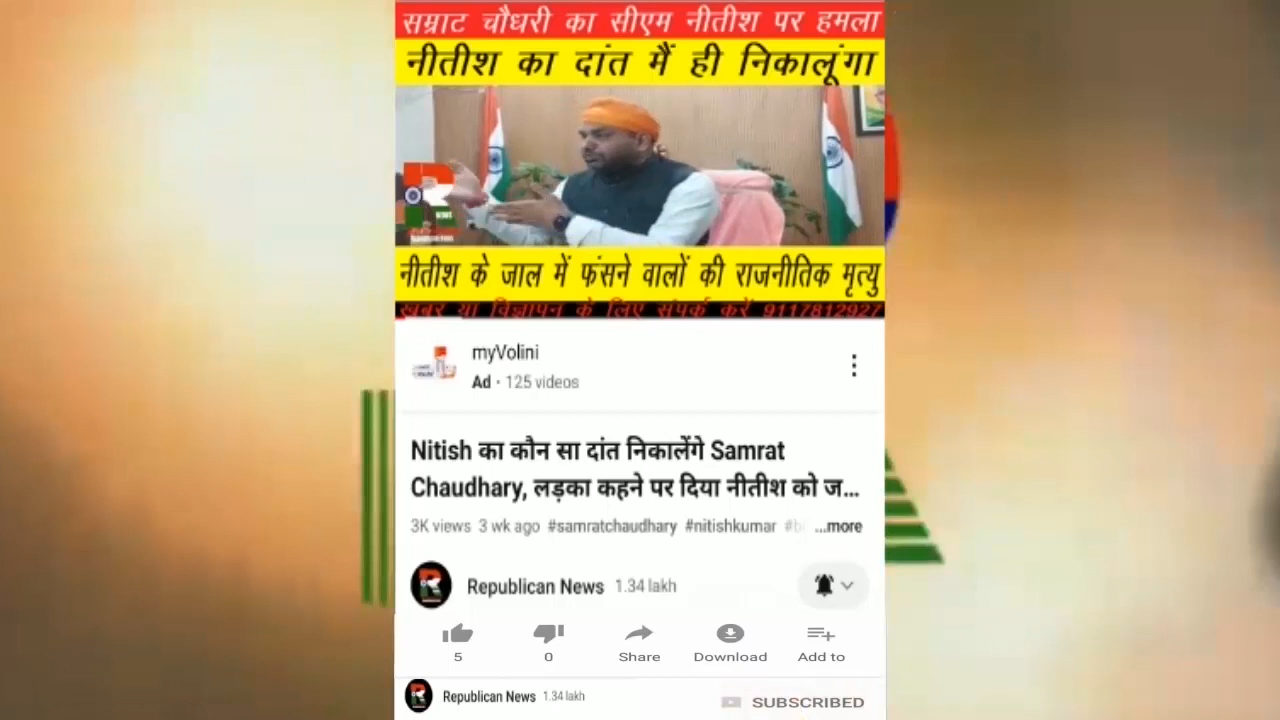 सम्राट चौधरी का सीएम नीतीश पर हमला
नीतीश का दांत मैं ही निकालूंगा
NEWS
नीतीश के जाल में फंसने वालों की राजनीतिक मृत्यु
खबर या विज्ञापन के लिए संपर्क करें 9117812927
myVolini
Ad · 125 videos
Nitish का कौन सा दांत निकालेंगे Samrat
Chaudhary, लड़का कहने पर दिया नीतीश को ज...
3K views 3 wk ago #samratchaudhary #nitishkumar #b ...more
Republican News 1.34 lakh
5 0 Share Download Add to
Republican News 1.34 lakh
SUBSCRIBED